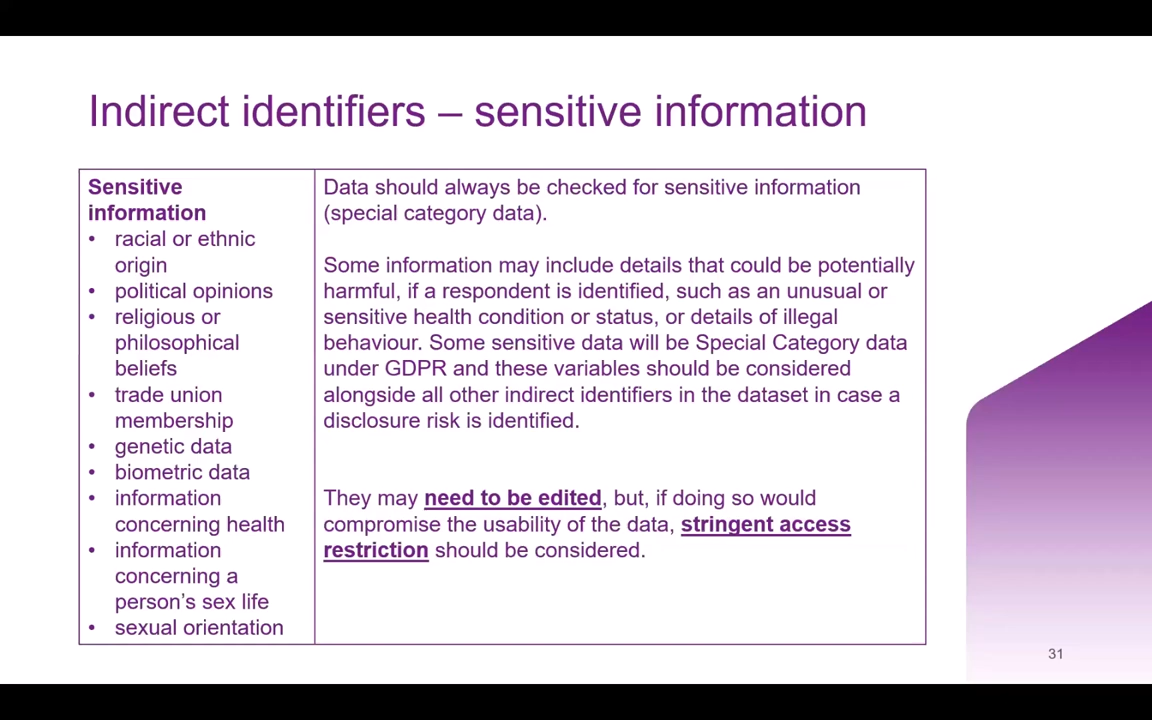 Indirect identifiers – sensitive information
Sensitive
information
• racial or ethnic
origin
• political opinions
• religious or
philosophical
beliefs
• trade union
membership
• genetic data
• biometric data
• information
concerning health
• information
concerning a
person’s sex life
• sexual orientation
Data should always be checked for sensitive information
(special category data).
Some information may include details that could be potentially
harmful, if a respondent is identified, such as an unusual or
sensitive health condition or status, or details of illegal
behaviour. Some sensitive data will be Special Category data
under GDPR and these variables should be considered
alongside all other indirect identifiers in the dataset in case a
disclosure risk is identified.
They may need to be edited, but, if doing so would
compromise the usability of the data, stringent access
restriction should be considered.
31